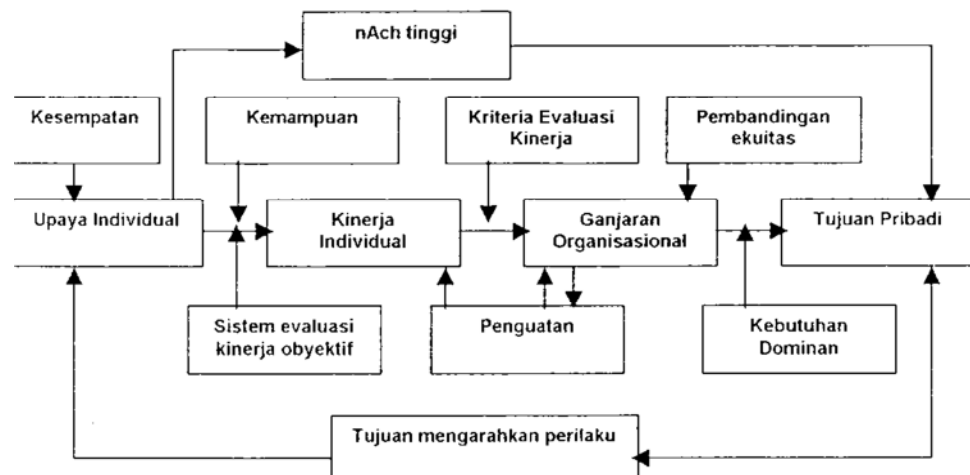 nAch tinggi
Kesempatan
Kemampuan
Kriteria Evaluasi
Kinerja
Pembandingan
ekuitas
Upaya Individual
Kinerja
Individual
Ganjaran
Organisasional
Tujuan Pribadi
Sistem evaluasi
kinerja obyektif
Penguatan
Kebutuhan
Dominan
Tujuan mengarahkan perilaku